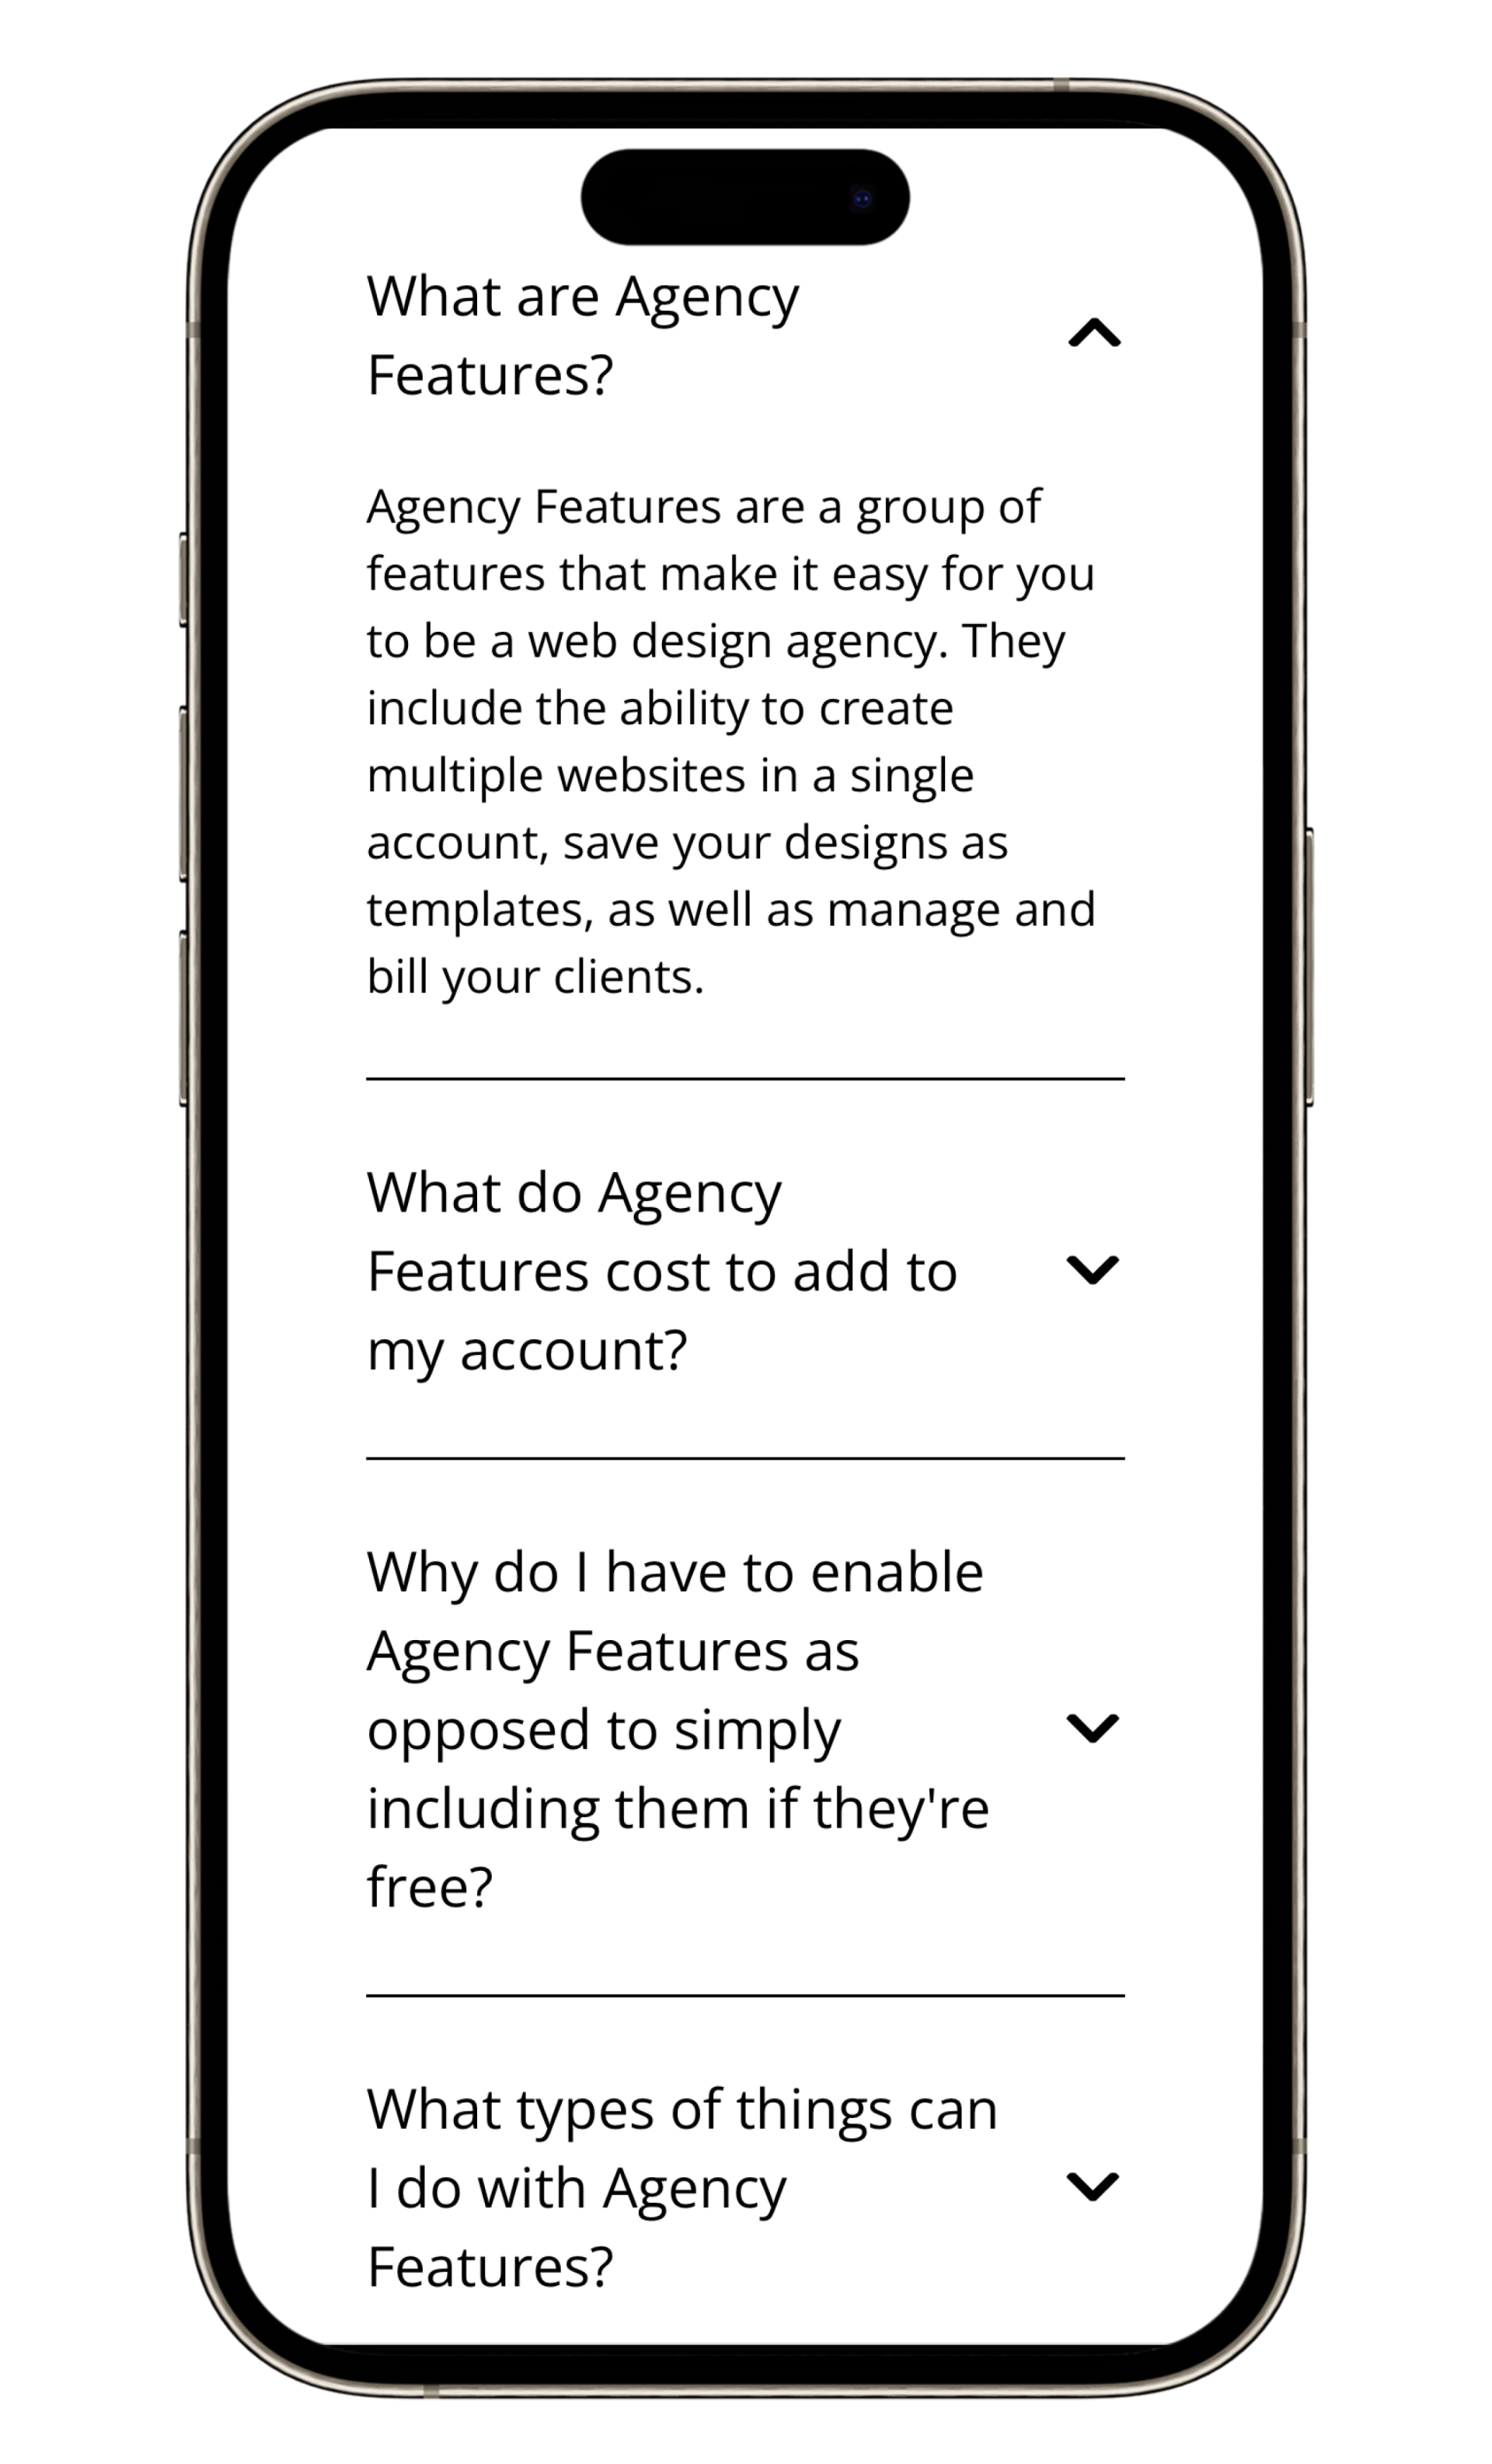 What are Agency
Features?
Agency Features are a group of
features that make it easy for you
to be a web design agency. They
include the ability to create
multiple websites in a single
account, save your designs as
templates, as well as manage and
bill your clients.
What do Agency
Features cost to add to
my account?
Why do I have to enable
Agency Features as
opposed to simply
including them if they're
free?
What types of things can
I do with Agency
Features?